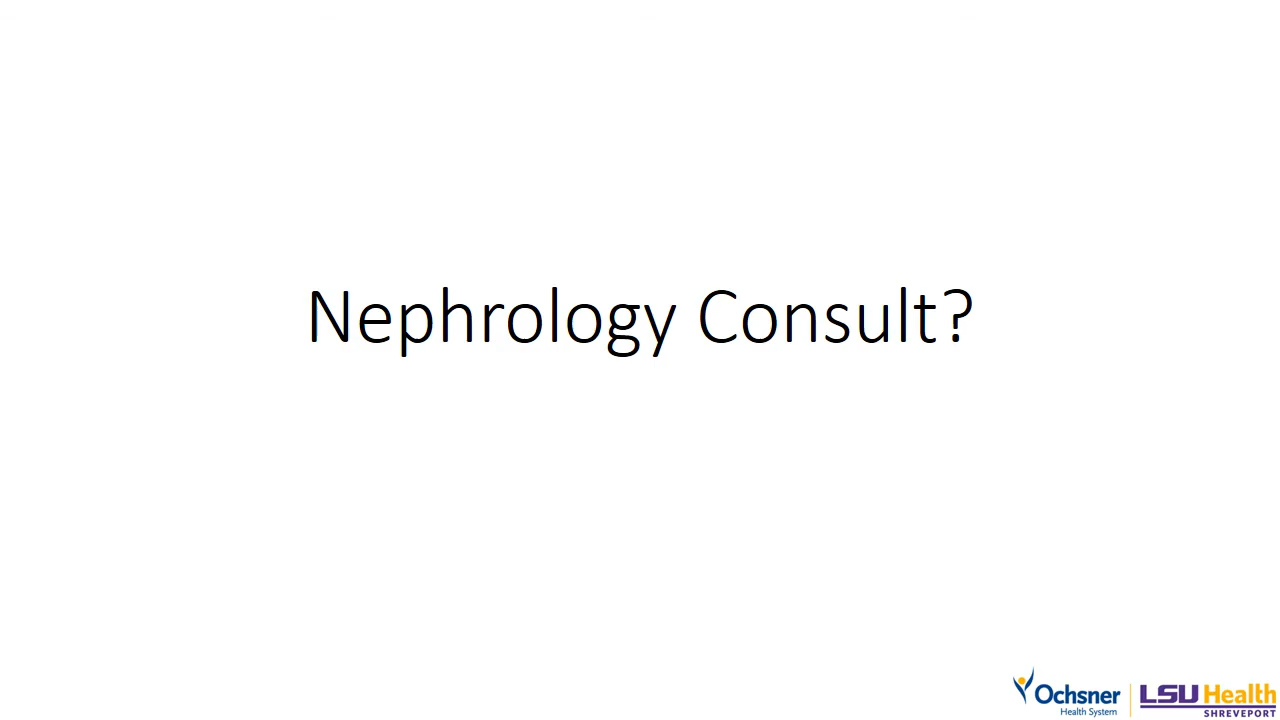 Nephrology Consult?
Ochsner
Health System
LSU Health
SHREVEPORT